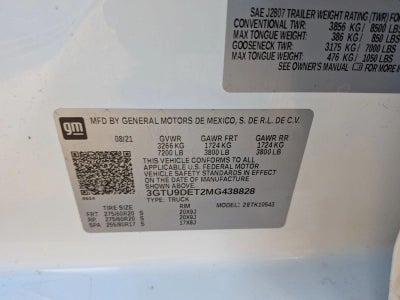 SAE J2807 TRAILER WEIGHT RATING (TWR) FO
CONVENTIONAL TWR: 3856 KG / 8500 LBS
MAX TONGUE WEIGHT: 386 KG / 850 LBS
GOOSENECK TWR: 3175 KG / 7000 LBS
MAX TONGUE WEIGHT: 476 KG / 1050 LBS
SEE OWNER'S MANUAL
gm
MFD BY GENERAL MOTORS DE MEXICO, S. DE R.L. DE C.V.
08/21 GVWR GAWR FRT GAWR RR
3266 KG 1724 KG 1724 KG
7200 LB 3800 LB 3800 LB
THIS VEHICLE CONFORMS TO ALL APPLICABLE
U.S. FEDERAL MOTOR
VEHICLE SAFETY STANDARDS IN EFFECT ON THE DATE OF
MANUFACTURE SHOWN ABOVE.
3GTU9DET2MG438828
TYPE: TRUCK
TIRE SIZE RIM
FRT 275/60R20 S 20X9J
RR 275/60R20 S 20X9J
SPA 255/80R17 S 17X8J